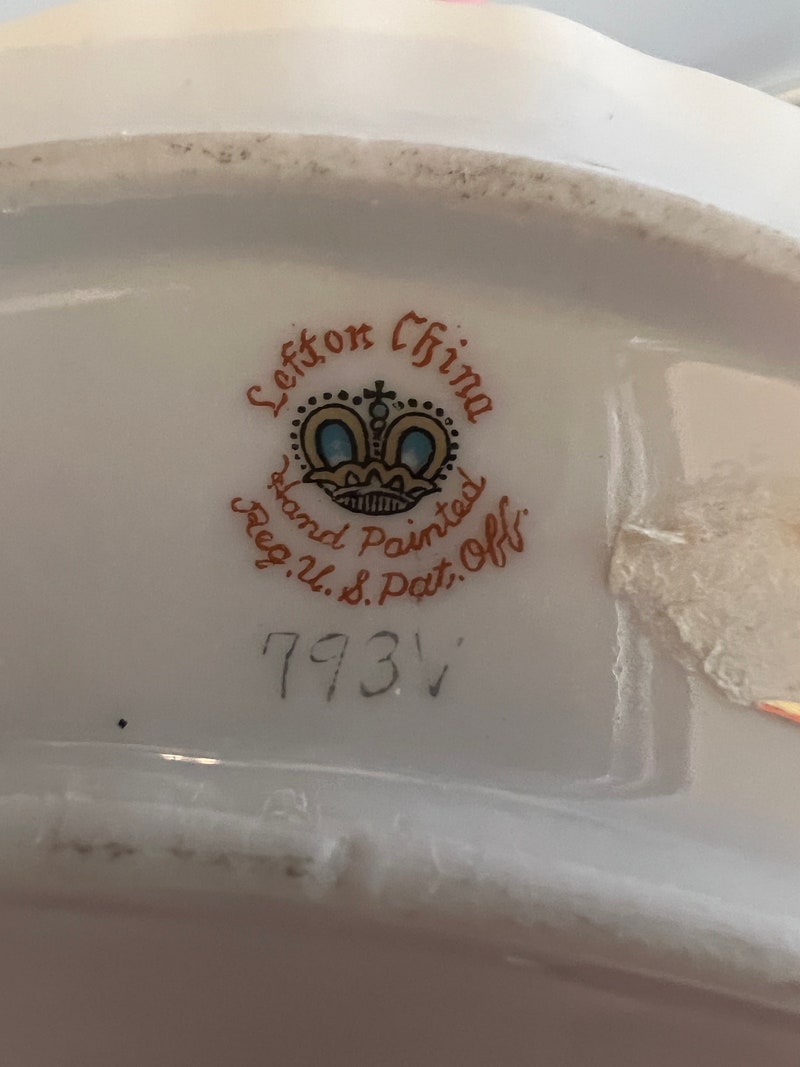 Lefton China
Hand Painted
Reg. U. S. Pat. Off.
793V